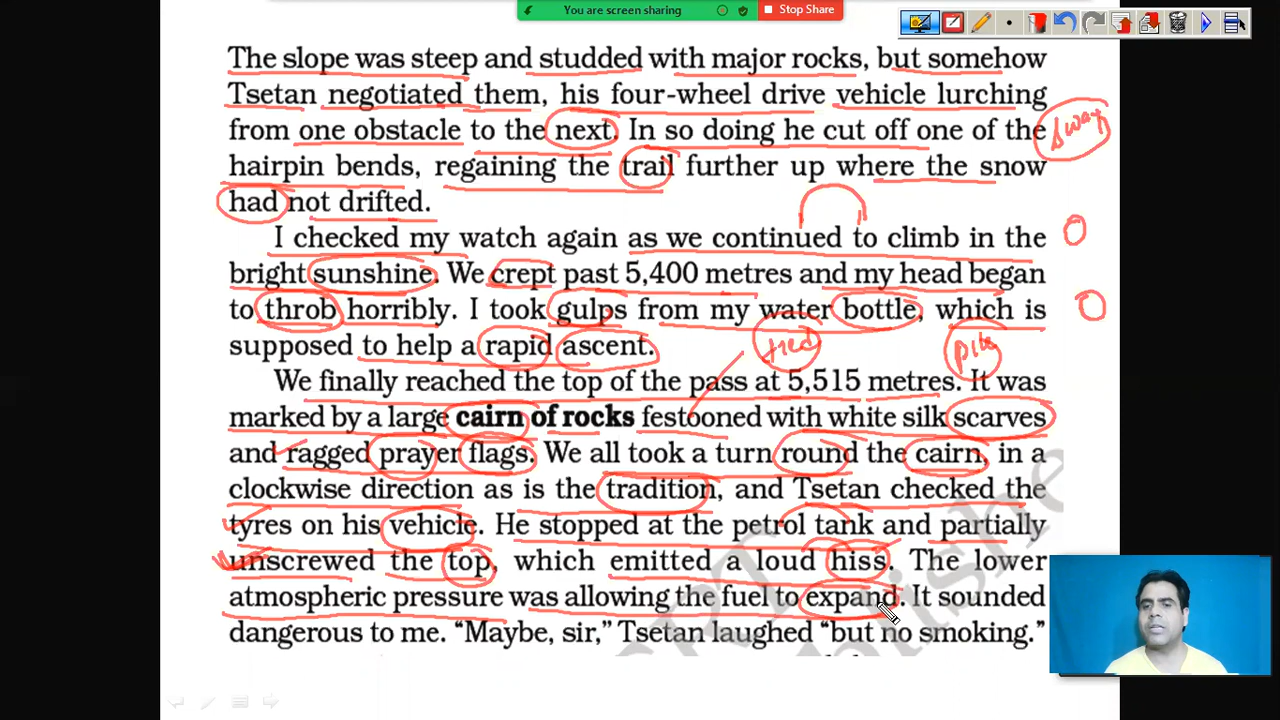 You are screen sharing
Stop Share
The slope was steep and studded with major rocks, but somehow
Tsetan negotiated them, his four-wheel drive vehicle lurching
from one obstacle to the next. In so doing he cut off one of the
sway
hairpin bends, regaining the trail further up where the snow
had not drifted.
I checked my watch again as we continued to climb in the
bright sunshine. We crept past 5,400 metres and my head began
to throb horribly. I took gulps from my water bottle, which is
supposed to help a rapid ascent.
tied
pile
We finally reached the top of the pass at 5,515 metres. It was
marked by a large cairn of rocks festooned with white silk scarves
and ragged prayer flags. We all took a turn round the cairn, in a
clockwise direction as is the tradition, and Tsetan checked the
tyres on his vehicle. He stopped at the petrol tank and partially
unscrewed the top, which emitted a loud hiss. The lower
atmospheric pressure was allowing the fuel to expand. It sounded
dangerous to me. “Maybe, sir,” Tsetan laughed “but no smoking.”